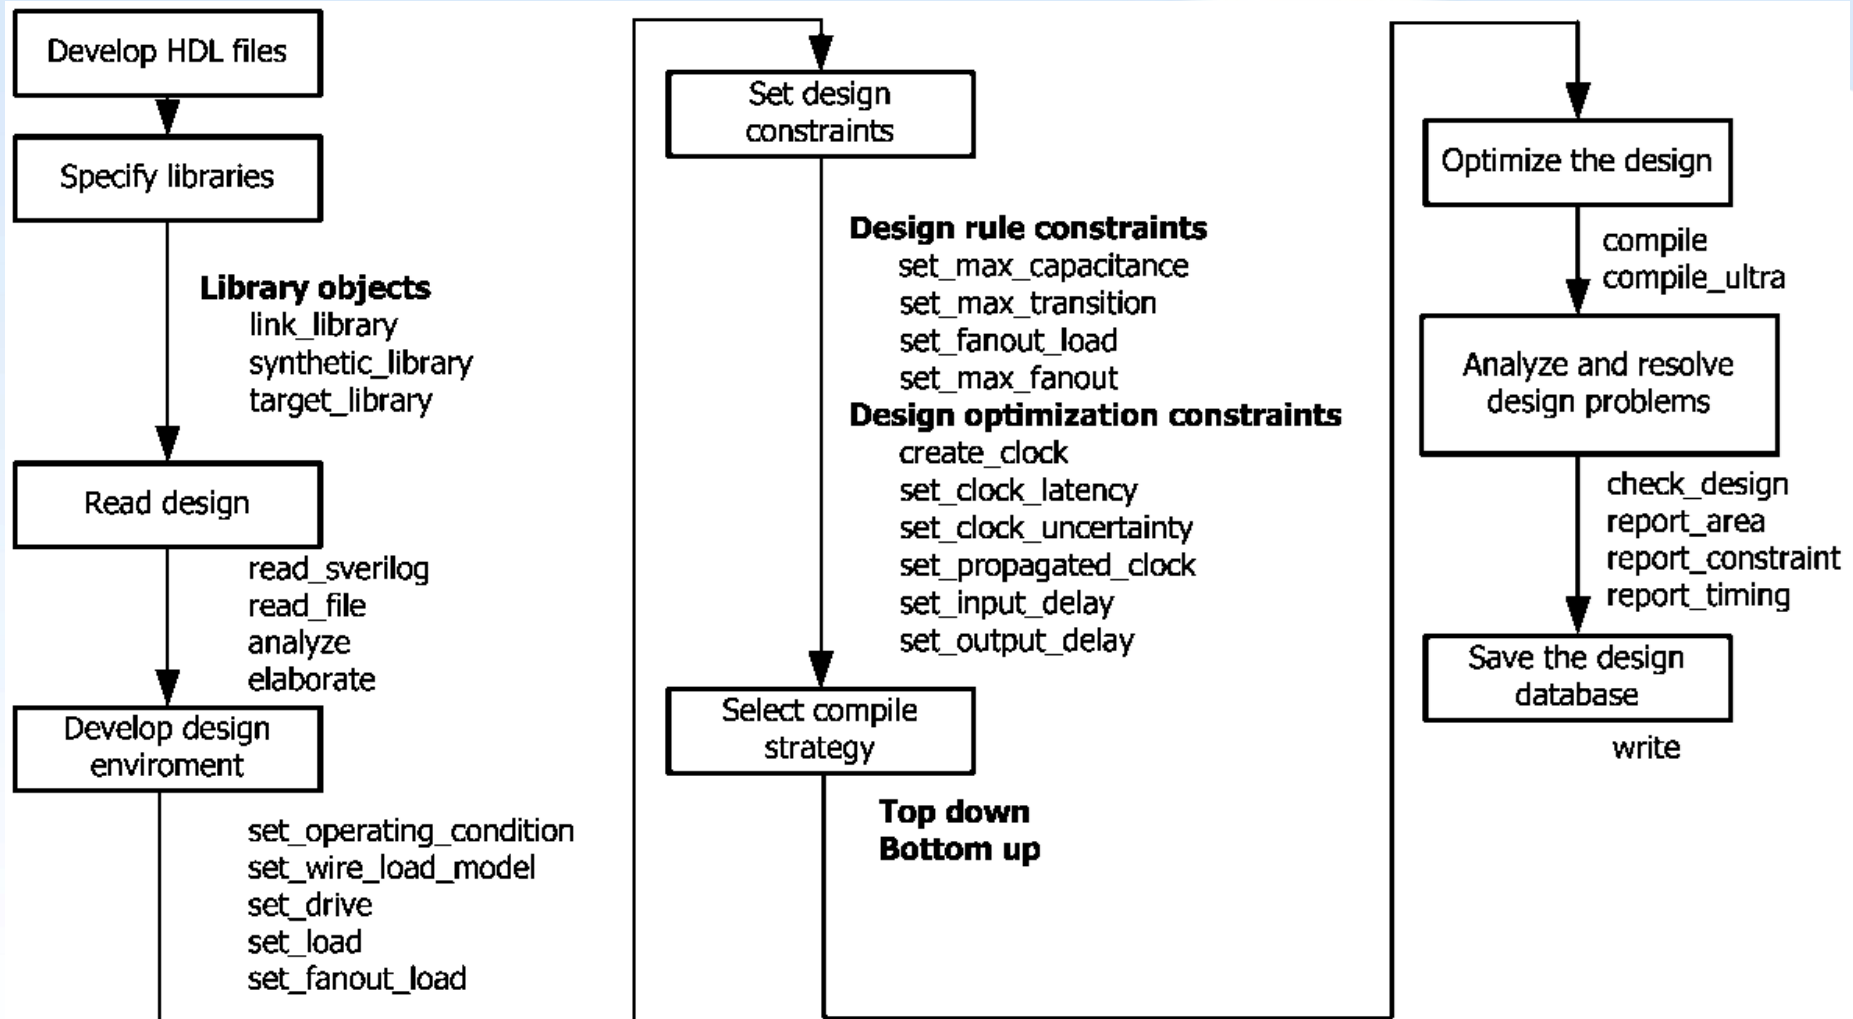 Develop HDL files
Specify libraries
Library objects
link_library
synthetic_library
target_library
Read design
read_sverilog
read_file
analyze
elaborate
Develop design
enviroment
set_operating_condition
set_wire_load_model
set_drive
set_load
set_fanout_load
Set design
constraints
Design rule constraints
set_max_capacitance
set_max_transition
set_fanout_load
set_max_fanout
Design optimization constraints
create_clock
set_clock_latency
set_clock_uncertainty
set_propagated_clock
set_input_delay
set_output_delay
Select compile
strategy
Top down
Bottom up
Optimize the design
compile
compile_ultra
Analyze and resolve
design problems
check_design
report_area
report_constraint
report_timing
Save the design
database
write